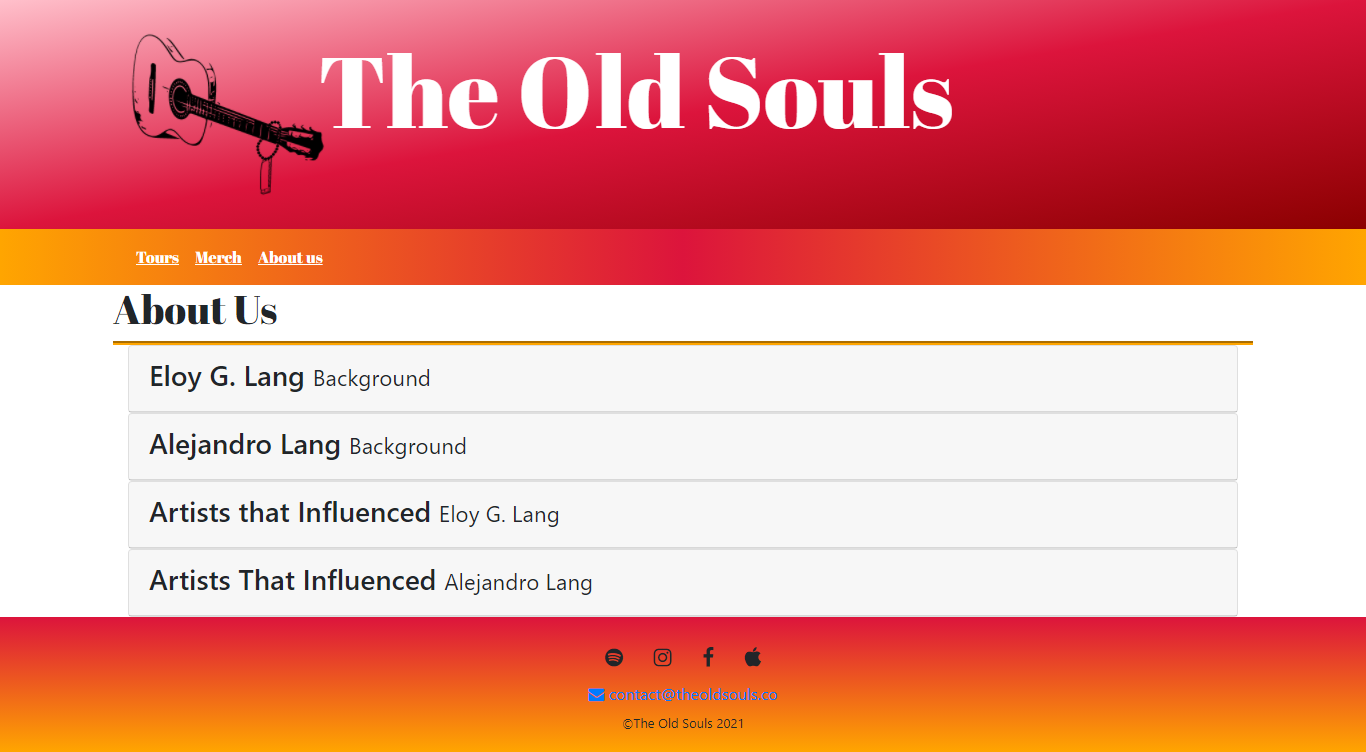 The Old Souls
Tours Merch About us
About Us
Eloy G. Lang Background
Alejandro Lang Background
Artists that Influenced Eloy G. Lang
Artists That Influenced Alejandro Lang
contact@theoldsouls.co
©The Old Souls 2021